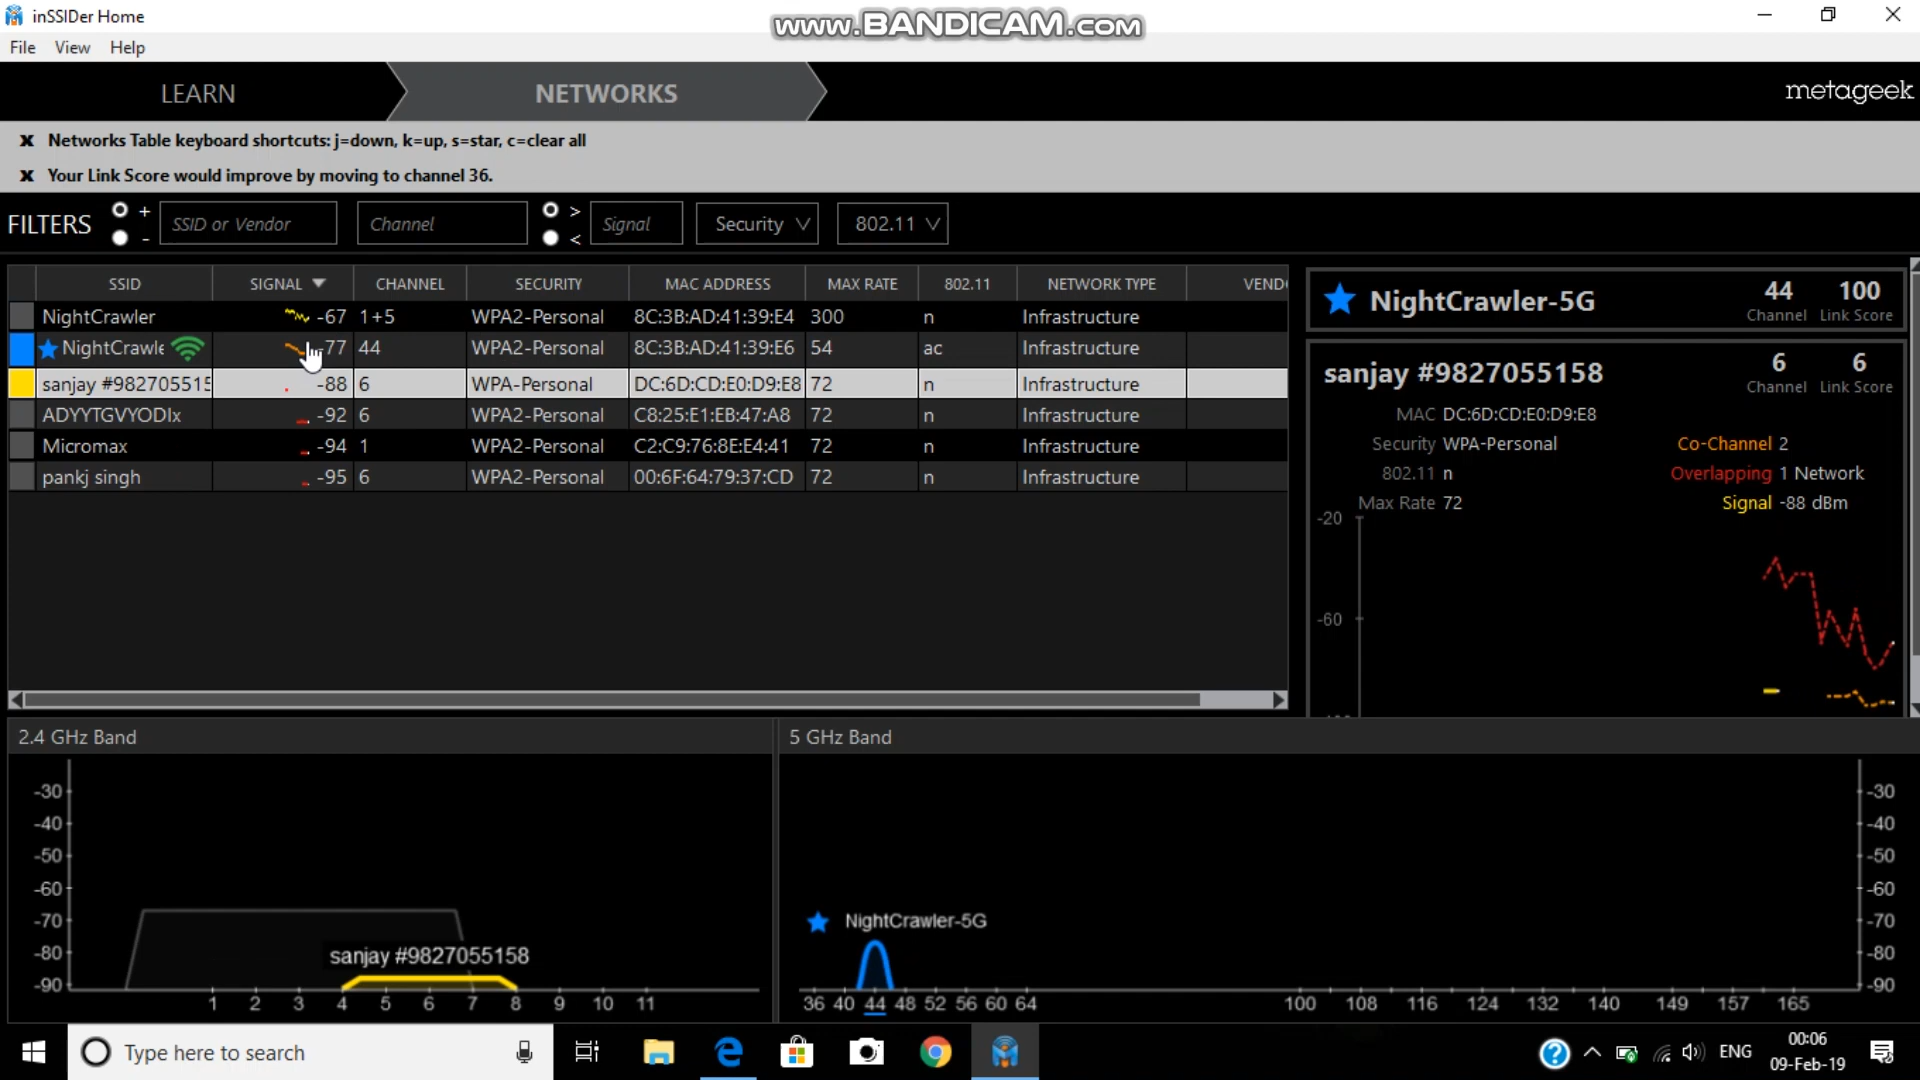 inSSIDer Home
www.BANDICAM.com
File View Help
LEARN NETWORKS metageek
x Networks Table keyboard shortcuts: j=down, k=up, s=star, c=clear all
x Your Link Score would improve by moving to channel 36.
FILTERS + - SSID or Vendor Channel > < Signal Security 802.11
SSID SIGNAL CHANNEL SECURITY MAC ADDRESS MAX RATE 802.11 NETWORK TYPE VENDO
NightCrawler -67 1+5 WPA2-Personal 8C:3B:AD:41:39:E4 300 n Infrastructure
NightCrawle -77 44 WPA2-Personal 8C:3B:AD:41:39:E6 54 ac Infrastructure
sanjay #982705515 -88 6 WPA-Personal DC:6D:CD:E0:D9:E8 72 n Infrastructure
ADYYTGVYODIx -92 6 WPA2-Personal C8:25:E1:EB:47:A8 72 n Infrastructure
Micromax -94 1 WPA2-Personal C2:C9:76:8E:E4:41 72 n Infrastructure
pankj singh -95 6 WPA2-Personal 00:6F:64:79:37:CD 72 n Infrastructure
NightCrawler-5G 44 100
Channel Link Score
sanjay #9827055158 6 6
Channel Link Score
MAC DC:6D:CD:E0:D9:E8
Security WPA-Personal Co-Channel 2
802.11 n Overlapping 1 Network
Max Rate 72 Signal -88 dBm
-20
-60
2.4 GHz Band
-30
-40
-50
-60
-70
-80
-90
sanjay #9827055158
1 2 3 4 5 6 7 8 9 10 11
5 GHz Band
NightCrawler-5G
36 40 44 48 52 56 60 64 100 108 116 124 132 140 149 157 165
-30
-40
-50
-60
-70
-80
-90
Type here to search
ENG
00:06
09-Feb-19